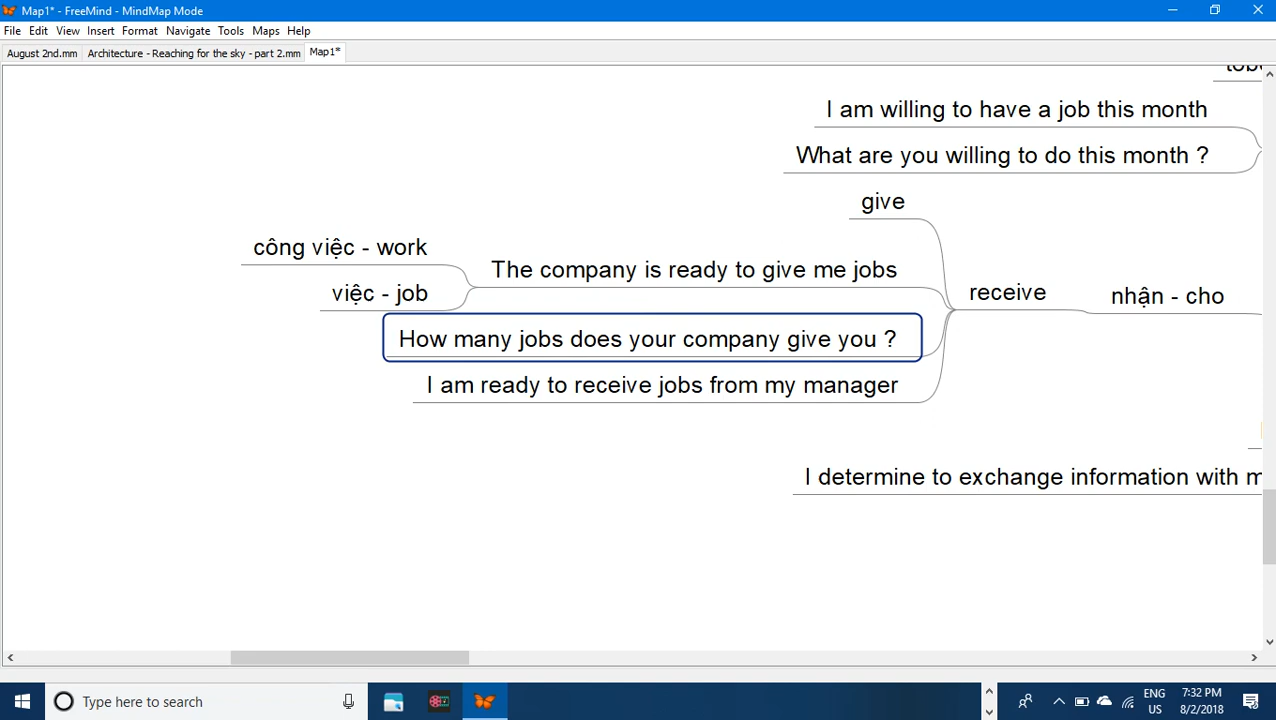 Map1* - FreeMind - MindMap Mode
File Edit View Insert Format Navigate Tools Maps Help
August 2nd.mm Architecture - Reaching for the sky - part 2.mm Map1*
I am willing to have a job this month
What are you willing to do this month ?
give
công việc - work
The company is ready to give me jobs
việc - job
receive
nhận - cho
How many jobs does your company give you ?
I am ready to receive jobs from my manager
I determine to exchange information with m
Type here to search
ENG
US
7:32 PM
8/2/2018